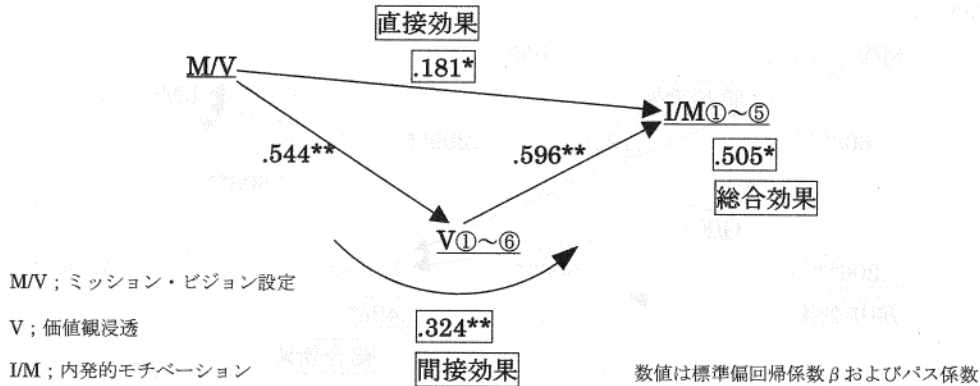 直接効果
.181*
M/V
I/M①～⑤
.544**
.596**
.505*
総合効果
V①～⑥
M/V；ミッション・ビジョン設定
V；価値観浸透
.324**
I/M；内発的モチベーション
間接効果
数値は標準偏回帰係数βおよびパス係数